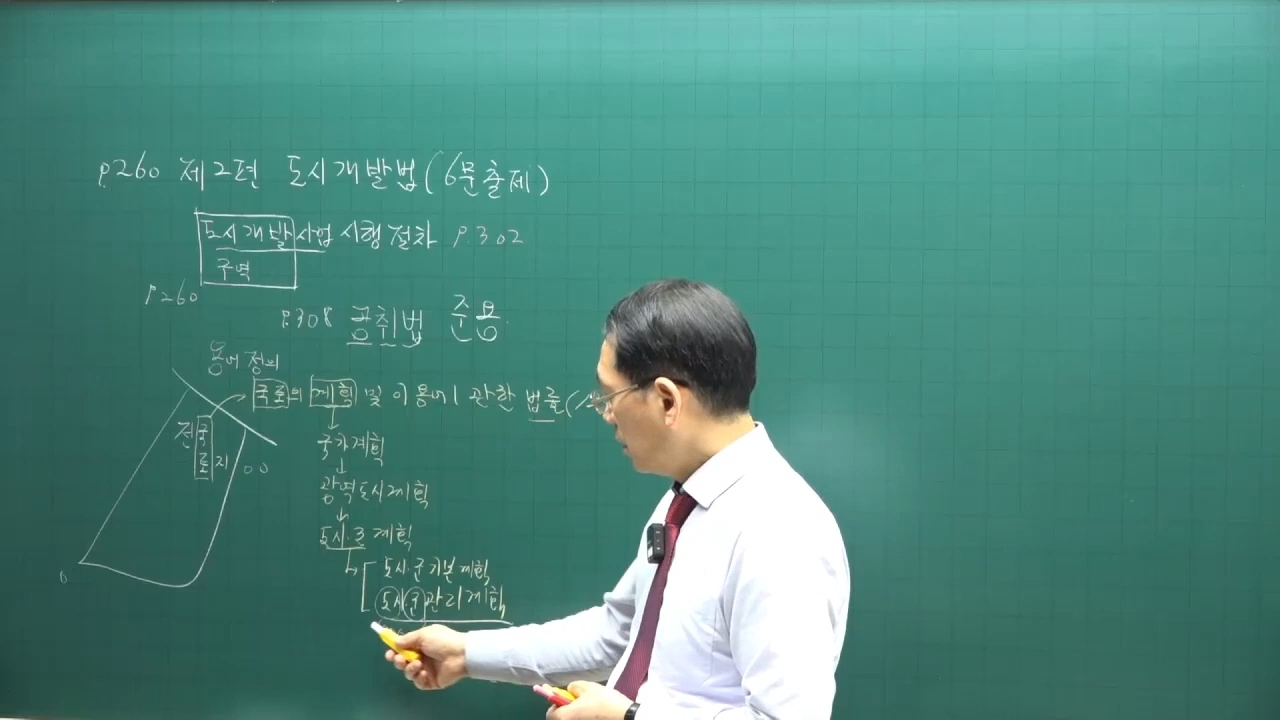 P.260 제2편 도시개발법(6문출제)
도시개발사업 시행절차 P.302
구역
P.260
P.308 공취법 준용
용어 정의
국토의 계획 및 이용에 관한 법률(
전국토지
국가계획
광역도시계획
도시·군계획
도시·군기본계획
도시군관리계획